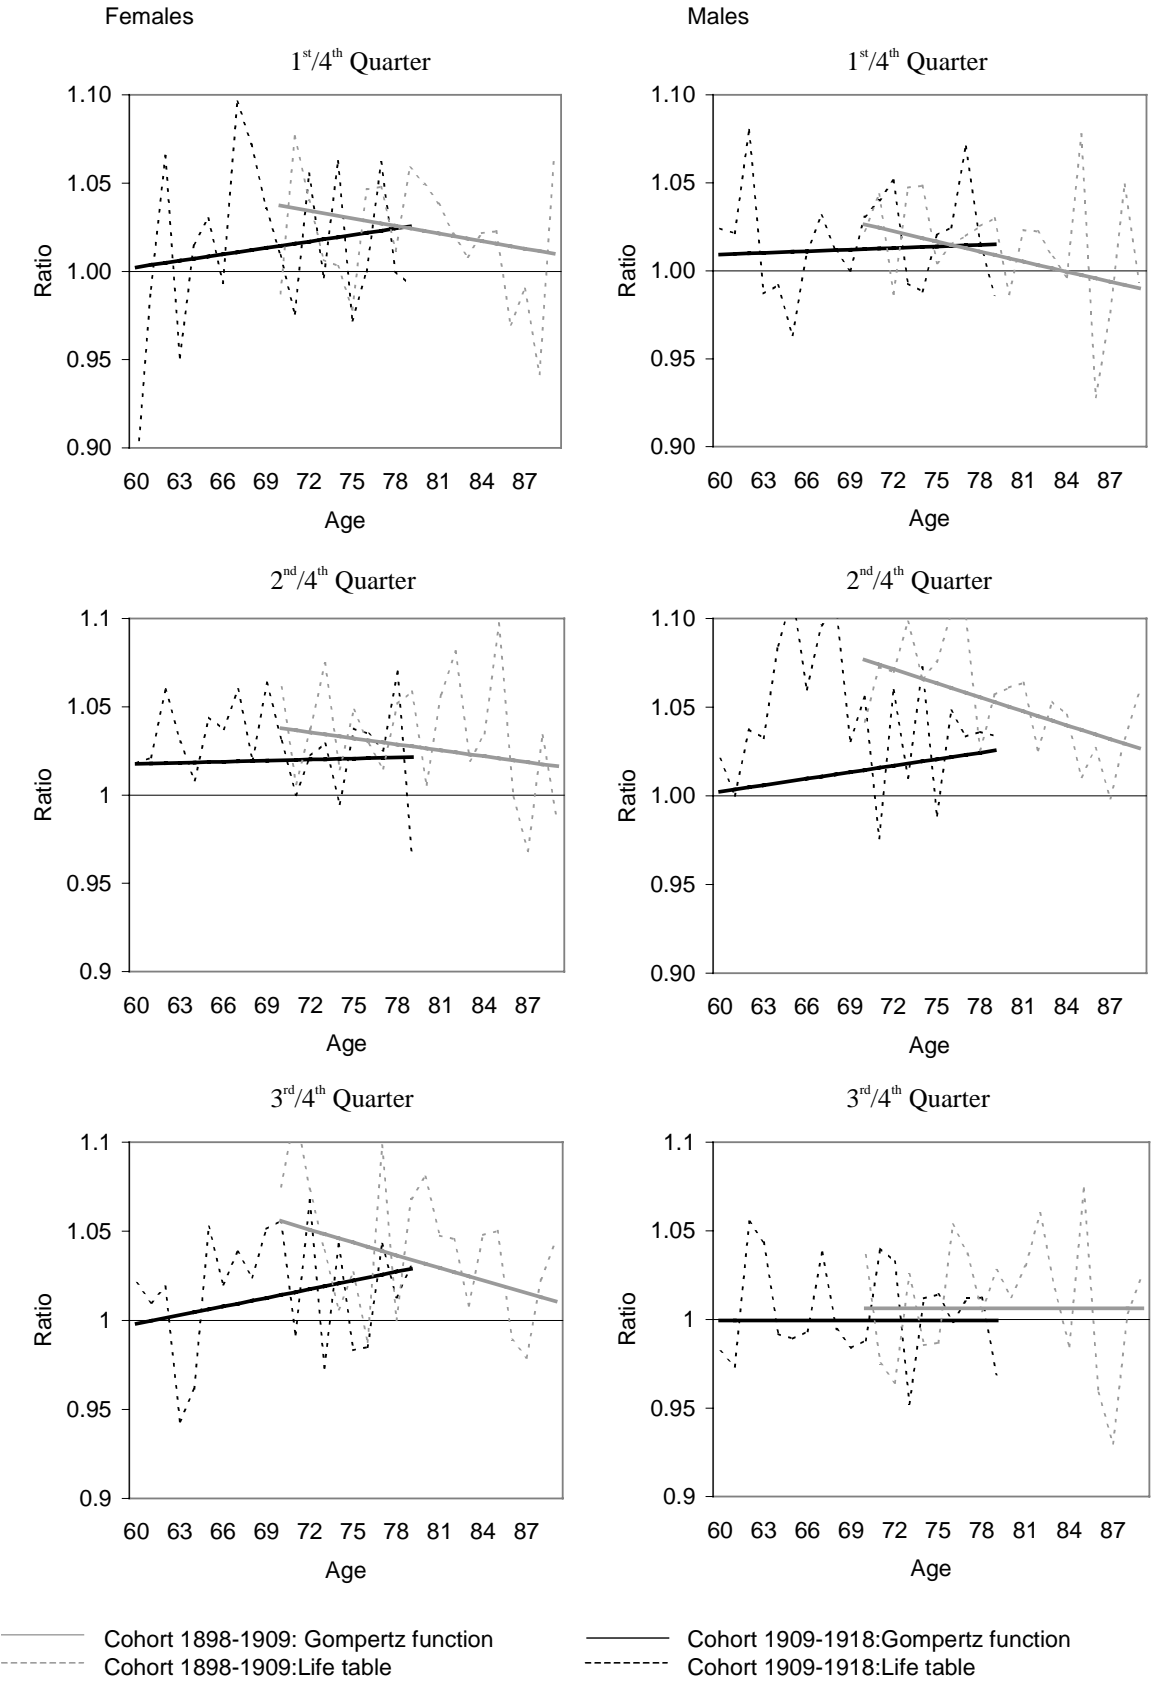 Females Males
1st/4th Quarter 1st/4th Quarter
1.10 1.10
1.05 1.05
1.00 1.00
0.95 0.95
0.90 0.90
Ratio Ratio
60 63 66 69 72 75 78 81 84 87 60 63 66 69 72 75 78 81 84 87
Age Age
2nd/4th Quarter 2nd/4th Quarter
1.1 1.10
1.05 1.05
1 1.00
0.95 0.95
0.9 0.90
Ratio Ratio
60 63 66 69 72 75 78 81 84 87 60 63 66 69 72 75 78 81 84 87
Age Age
3rd/4th Quarter 3rd/4th Quarter
1.1 1.1
1.05 1.05
1 1
0.95 0.95
0.9 0.9
Ratio Ratio
60 63 66 69 72 75 78 81 84 87 60 63 66 69 72 75 78 81 84 87
Age Age
Cohort 1898-1909: Gompertz function Cohort 1909-1918:Gompertz function
Cohort 1898-1909:Life table Cohort 1909-1918:Life table